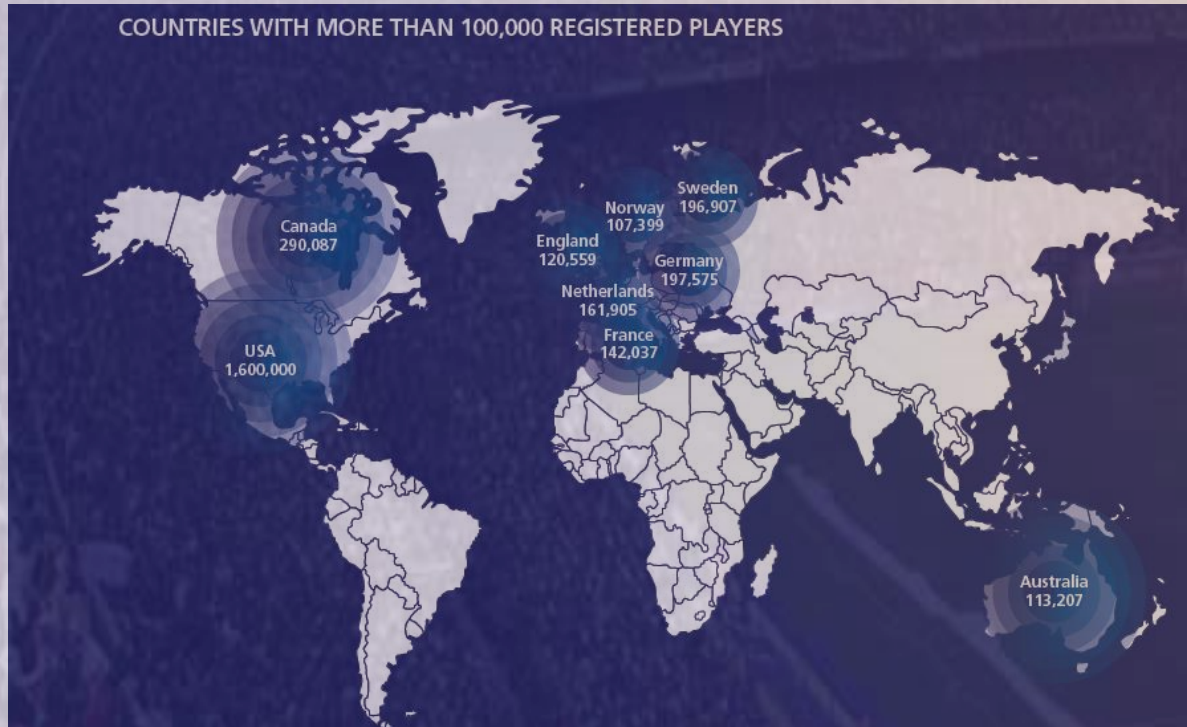 COUNTRIES WITH MORE THAN 100,000 REGISTERED PLAYERS
Canada
290,087
USA
1,600,000
Sweden
196,907
Norway
107,399
England
120,559
Germany
197,575
Netherlands
161,905
France
142,037
Australia
113,207